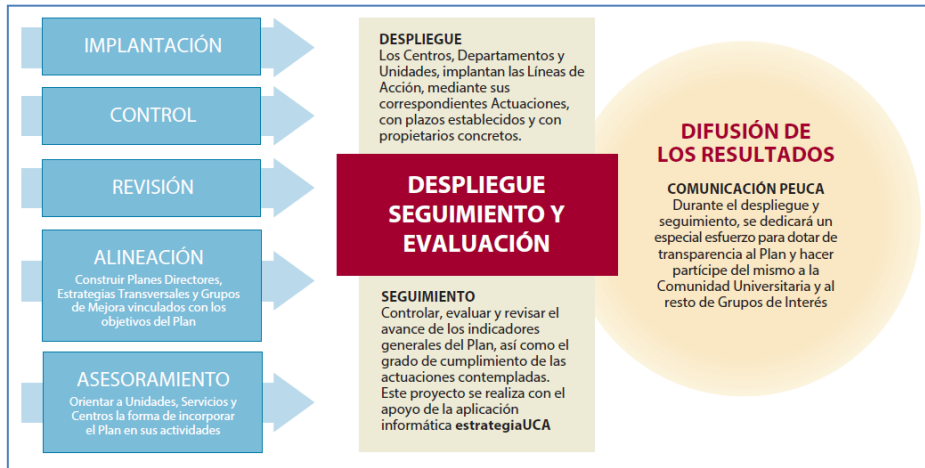 IMPLANTACIÓN
CONTROL
REVISIÓN
ALINEACIÓN
Construir Planes Directores,
Estrategias Transversales y Grupos
de Mejora vinculados con los
objetivos del Plan
ASESORAMIENTO
Orientar a Unidades, Servicios y
Centros la forma de incorporar
el Plan en sus actividades
DESPLIEGUE
Los Centros, Departamentos y
Unidades, implantan las Líneas de
Acción, mediante sus
correspondientes Actuaciones,
con plazos establecidos y con
propietarios concretos.
DESPLIEGUE
SEGUIMIENTO Y
EVALUACIÓN
SEGUIMIENTO
Controlar, evaluar y revisar el
avance de los indicadores
generales del Plan, así como el
grado de cumplimiento de las
actuaciones contempladas.
Este proyecto se realiza con el
apoyo de la aplicación
informática estrategiaUCA
DIFUSIÓN DE
LOS RESULTADOS
COMUNICACIÓN PEUCA
Durante el despliegue y
seguimiento, se dedicará un
especial esfuerzo para dotar de
transparencia al Plan y hacer
partícipe del mismo a la
Comunidad Universitaria y al
resto de Grupos de Interés